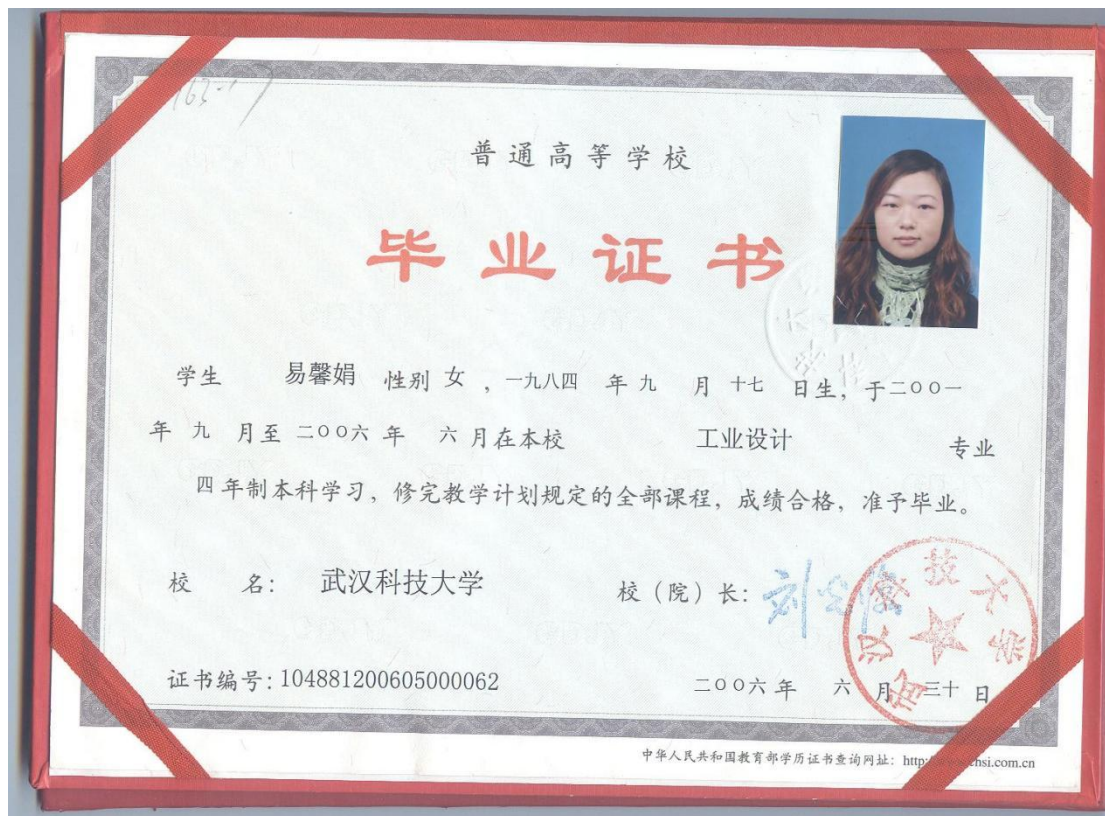 普通高等学校
毕业证书
学生 易馨娟 性别 女 ，一九八四 年 九 月 十七 日生，于二〇〇一
年 九 月至 二〇〇六 年 六 月在本校 工业设计 专业
四 年制本科学习，修完教学计划规定的全部课程，成绩合格，准予毕业。
校 名： 武汉科技大学 校（院）长：
证书编号：104881200605000062 二〇〇六 年 六 月 三十 日
武汉科技大学
中华人民共和国教育部学历证书查询网址：http: chsi.com.cn